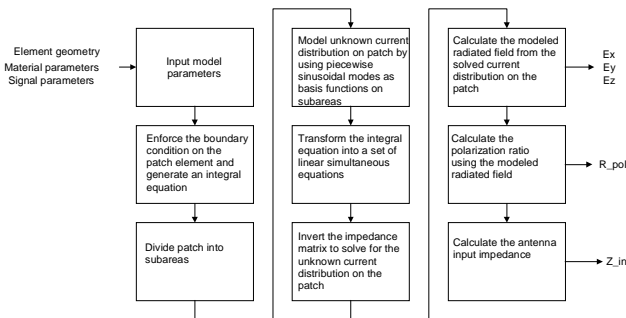 Element geometry
Material parameters
Signal parameters
Input model
parameters
Enforce the boundary
condition on the
patch element and
generate an integral
equation
Divide patch into
subareas
Model unknown current
distribution on patch by
using piecewise
sinusoidal modes as
basis functions on
subareas
Transform the integral
equation into a set of
linear simultaneous
equations
Invert the impedance
matrix to solve for the
unknown current
distribution on the
patch
Calculate the modeled
radiated field from the
solved current
distribution on the
patch
Ex
Ey
Ez
Calculate the
polarization ratio
using the modeled
radiated field
R_pol
Calculate the antenna
input impedance
Z_in